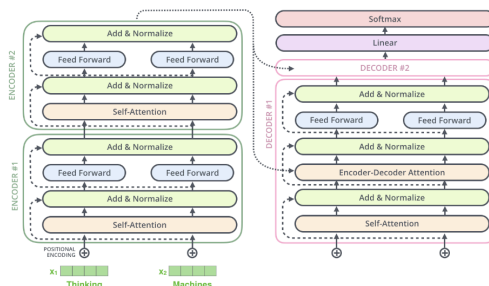 ENCODER #2
Add & Normalize
Feed Forward
Feed Forward
Add & Normalize
Self-Attention
ENCODER #1
Add & Normalize
Feed Forward
Feed Forward
Add & Normalize
Self-Attention
POSITIONAL
ENCODING
x₁
x₂
Thinking
Machines
Softmax
Linear
DECODER #2
DECODER #1
Add & Normalize
Feed Forward
Feed Forward
Add & Normalize
Encoder-Decoder Attention
Add & Normalize
Self-Attention